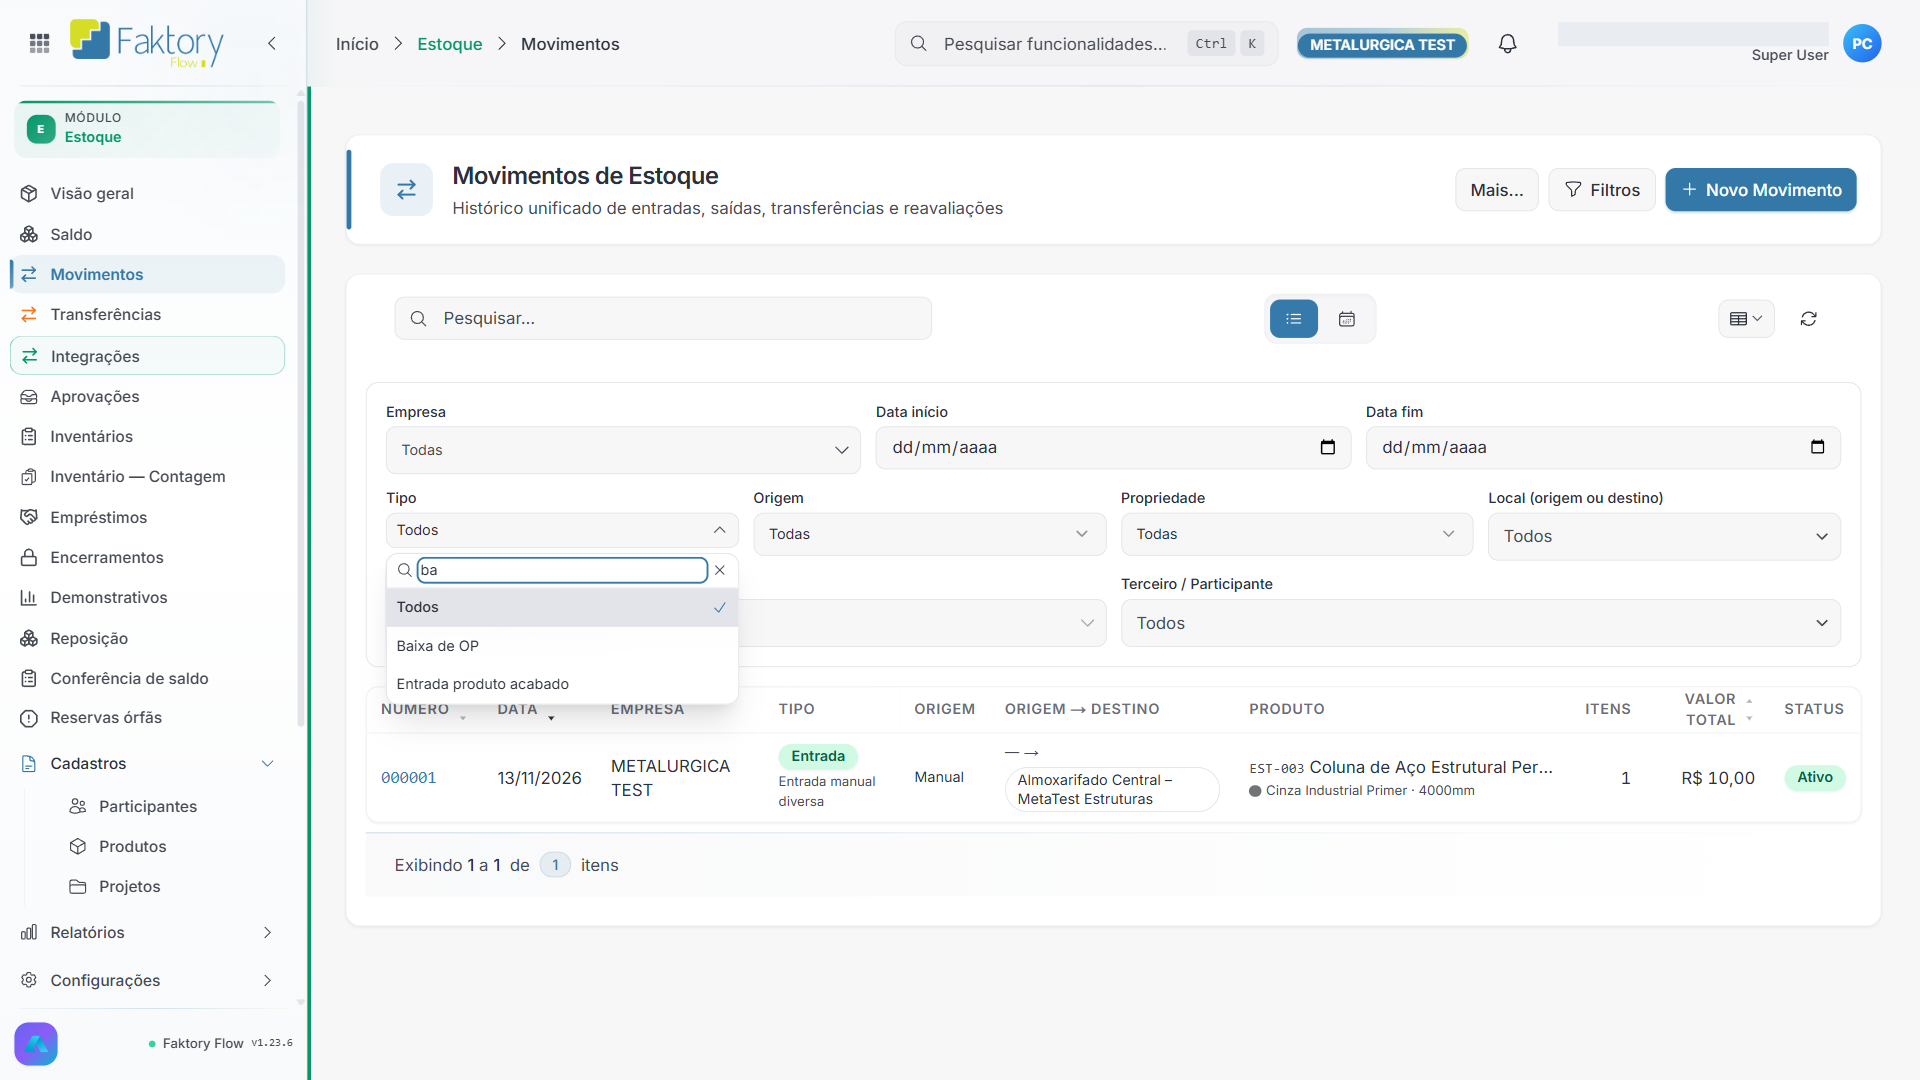 Faktory
Flow
Início > Estoque > Movimentos
Pesquisar funcionalidades...
Ctrl K
METALURGICA TEST
Super User
PC
E
MÓDULO
Estoque
Visão geral
Saldo
Movimentos
Transferências
Integrações
Aprovações
Inventários
Inventário — Contagem
Empréstimos
Encerramentos
Demonstrativos
Reposição
Conferência de saldo
Reservas órfãs
Cadastros
Participantes
Produtos
Projetos
Relatórios
Configurações
Faktory Flow v1.23.6
Movimentos de Estoque
Histórico unificado de entradas, saídas, transferências e reavaliações
Mais...
Filtros
Novo Movimento
Pesquisar...
Empresa
Todas
Data início
dd/mm/aaaa
Data fim
dd/mm/aaaa
Tipo
Todos
Origem
Todas
Propriedade
Todas
Local (origem ou destino)
Todos
ba
Todos
Baixa de OP
Entrada produto acabado
Terceiro / Participante
Todos
NÚMERO
DATA
EMPRESA
TIPO
ORIGEM
ORIGEM → DESTINO
PRODUTO
ITENS
VALOR
TOTAL
STATUS
000001
13/11/2026
METALURGICA
TEST
Entrada
Entrada manual
diversa
Manual
— →
Almoxarifado Central –
MetaTest Estruturas
EST-003 Coluna de Aço Estrutural Per...
Cinza Industrial Primer · 4000mm
1
R$ 10,00
Ativo
Exibindo 1 a 1 de 1 itens